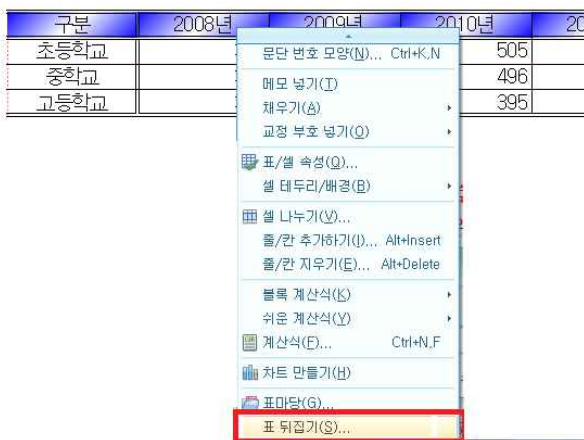 구분 2008년 2009년 2010년 20
초등학교 505
중학교 496
고등학교 395
문단 번호 모양(N)... Ctrl+K,N
메모 넣기(T)
채우기(A)
교정 부호 넣기(O)
표/셀 속성(Q)...
셀 테두리/배경(B)
셀 나누기(V)...
줄/칸 추가하기(I)... Alt+Insert
줄/칸 지우기(E)... Alt+Delete
블록 계산식(K)
쉬운 계산식(Y)
계산식(F)... Ctrl+N,F
차트 만들기(H)
표마당(G)...
표 뒤집기(S)...